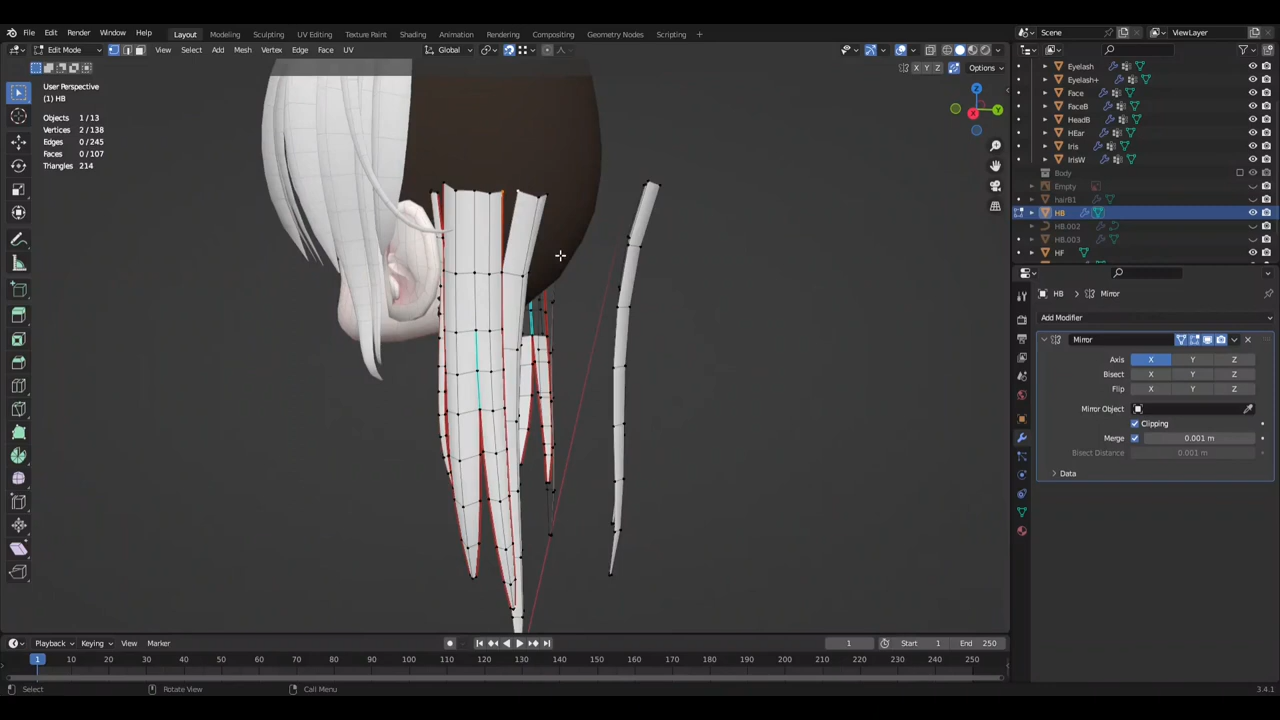 File Edit Render Window Help
Layout Modeling Sculpting UV Editing Texture Paint Shading Animation Rendering Compositing Geometry Nodes Scripting
Scene
ViewLayer
Edit Mode View Select Add Mesh Vertex Edge Face UV Global
X Y Z Options
User Perspective
(1) HB
Objects 1 / 13
Vertices 2 / 138
Edges 0 / 245
Faces 0 / 107
Triangles 214
Z
Y
X
Eyelash
Eyelash+
Face
FaceB
HeadB
HEar
Iris
IrisW
Body
Empty
hairB1
HB
HB.002
HB.003
HF
HB > Mirror
Add Modifier
Mirror
Axis X Y Z
Bisect X Y Z
Flip X Y Z
Mirror Object
Clipping
Merge 0.001 m
Bisect Distance 0.001 m
Data
Playback Keying View Marker
1
Start 1
End 250
1 10 20 30 40 50 60 70 80 90 100 110 120 130 140 150 160 170 180 190 200 210 220 230 240 250
Select
Rotate View
Call Menu
3.4.1